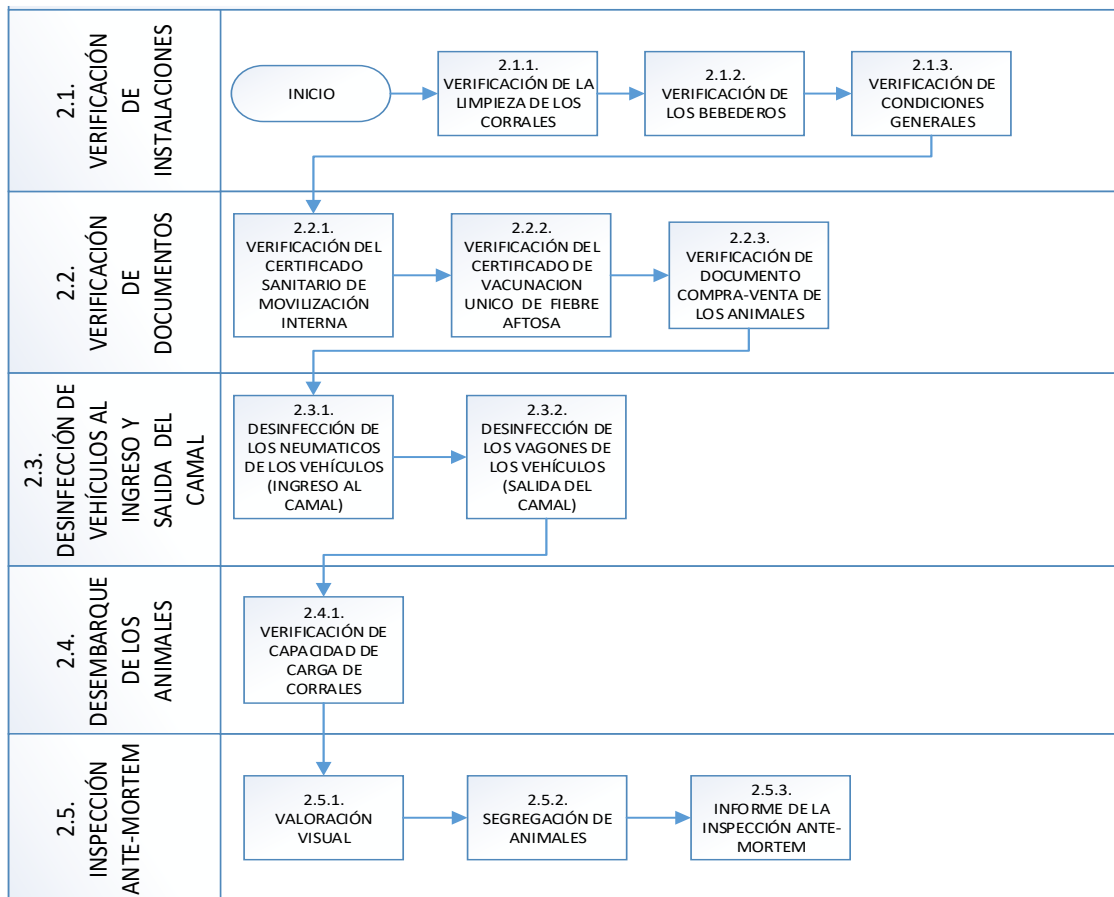 2.1.
VERIFICACIÓN
DE
INSTALACIONES
INICIO
2.1.1.
VERIFICACIÓN DE LA
LIMPIEZA DE LOS
CORRALES
2.1.2.
VERIFICACIÓN DE
LOS BEBEDEROS
2.1.3.
VERIFICACIÓN DE
CONDICIONES
GENERALES
2.2.
VERIFICACIÓN
DE
DOCUMENTOS
2.2.1.
VERIFICACIÓN DEL
CERTIFICADO
SANITARIO DE
MOVILIZACIÓN
INTERNA
2.2.2.
VERIFICACIÓN DEL
CERTIFICADO DE
VACUNACION
UNICO DE FIEBRE
AFTOSA
2.2.3.
VERIFICACIÓN DE
DOCUMENTO
COMPRA-VENTA DE
LOS ANIMALES
2.3.
DESINFECCIÓN DE
VEHÍCULOS AL
INGRESO Y
SALIDA DEL
CAMAL
2.3.1.
DESINFECCIÓN DE
LOS NEUMATICOS
DE LOS VEHÍCULOS
(INGRESO AL
CAMAL)
2.3.2.
DESINFECCIÓN DE
LOS VAGONES DE
LOS VEHÍCULOS
(SALIDA DEL
CAMAL)
2.4.
DESEMBARQUE
DE LOS
ANIMALES
2.4.1.
VERIFICACIÓN DE
CAPACIDAD DE
CARGA DE
CORRALES
2.5.
INSPECCIÓN
ANTE-MORTEM
2.5.1.
VALORACIÓN
VISUAL
2.5.2.
SEGREGACIÓN DE
ANIMALES
2.5.3.
INFORME DE LA
INSPECCIÓN ANTE-
MORTEM